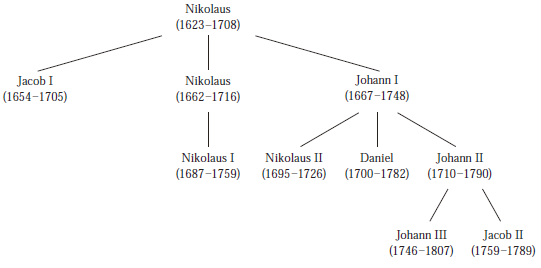 Nikolaus
(1623–1708)
Jacob I
(1654–1705)
Nikolaus
(1662–1716)
Johann I
(1667–1748)
Nikolaus I
(1687–1759)
Nikolaus II
(1695–1726)
Daniel
(1700–1782)
Johann II
(1710–1790)
Johann III
(1746–1807)
Jacob II
(1759–1789)